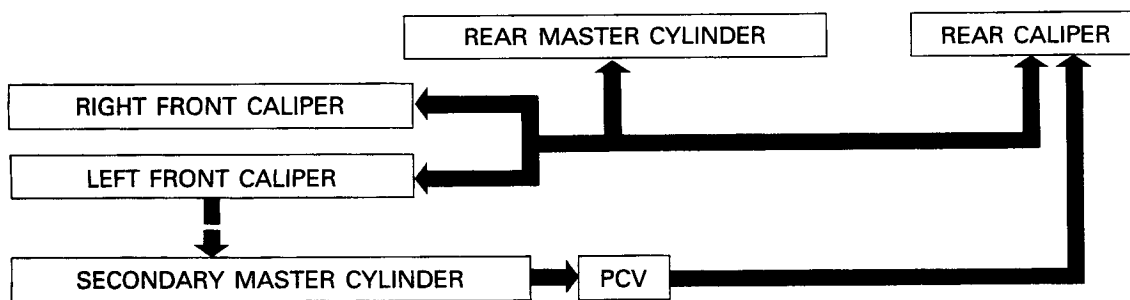 REAR MASTER CYLINDER
REAR CALIPER
RIGHT FRONT CALIPER
LEFT FRONT CALIPER
SECONDARY MASTER CYLINDER
PCV